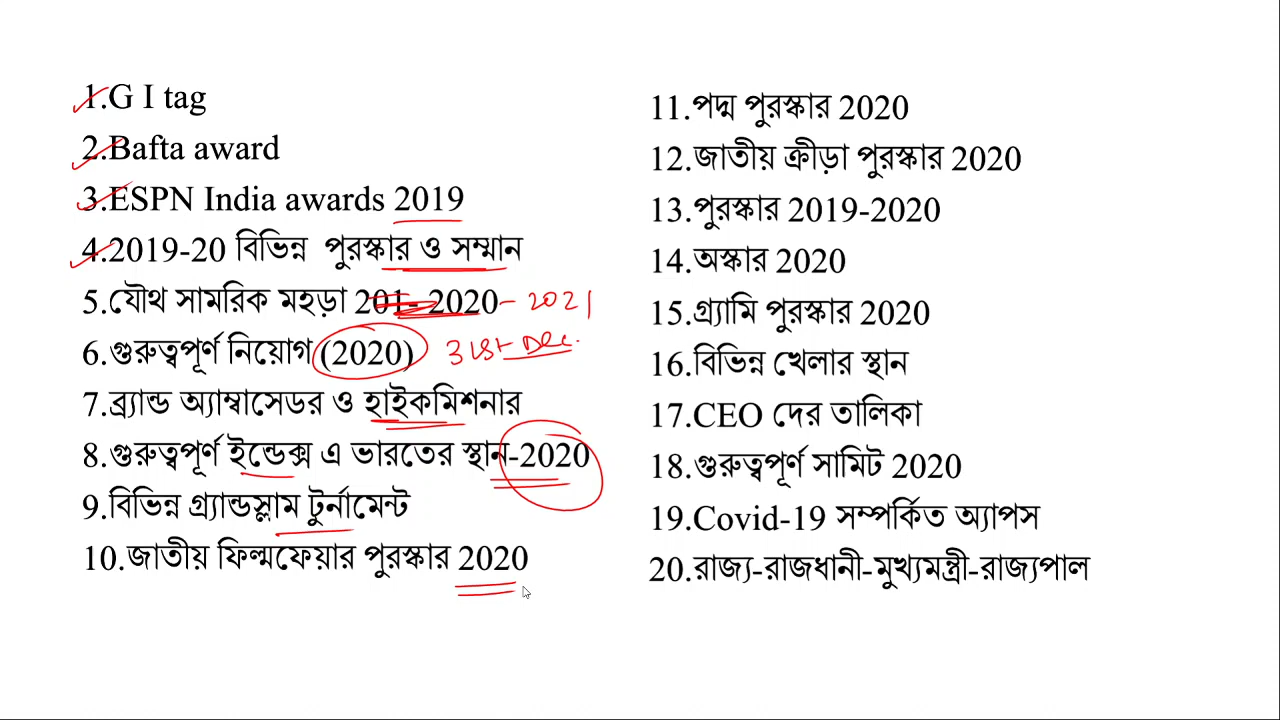 1.G I tag
2.Bafta award
3.ESPN India awards 2019
4.2019-20 বিভিন্ন পুরস্কার ও সম্মান
5.যৌথ সামরিক মহড়া 201- 2020 - 2021
6.গুরুত্বপূর্ণ নিয়োগ (2020) 31st Dec.
7.ব্র্যান্ড অ্যাম্বাসেডর ও হাইকমিশনার
8.গুরুত্বপূর্ণ ইন্ডেক্স এ ভারতের স্থান-2020
9.বিভিন্ন গ্র্যান্ডস্লাম টুর্নামেন্ট
10.জাতীয় ফিল্মফেয়ার পুরস্কার 2020
11.পদ্ম পুরস্কার 2020
12.জাতীয় ক্রীড়া পুরস্কার 2020
13.পুরস্কার 2019-2020
14.অস্কার 2020
15.গ্র্যামি পুরস্কার 2020
16.বিভিন্ন খেলার স্থান
17.CEO দের তালিকা
18.গুরুত্বপূর্ণ সামিট 2020
19.Covid-19 সম্পর্কিত অ্যাপস
20.রাজ্য-রাজধানী-মুখ্যমন্ত্রী-রাজ্যপাল